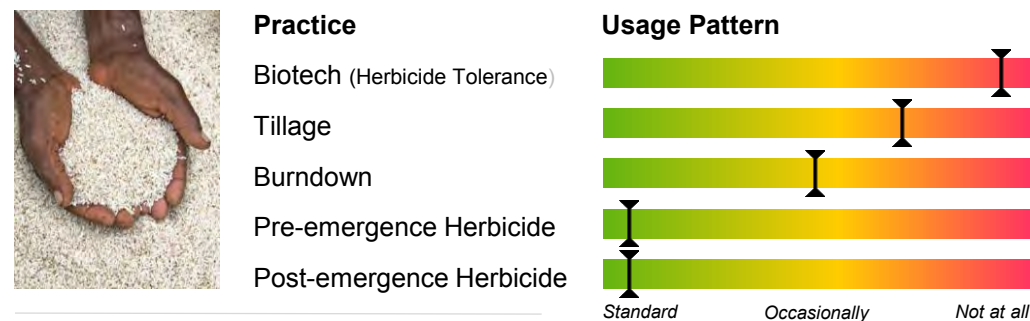 Practice Usage Pattern
Biotech (Herbicide Tolerance)
Tillage
Burndown
Pre-emergence Herbicide
Post-emergence Herbicide
Standard Occasionally Not at all